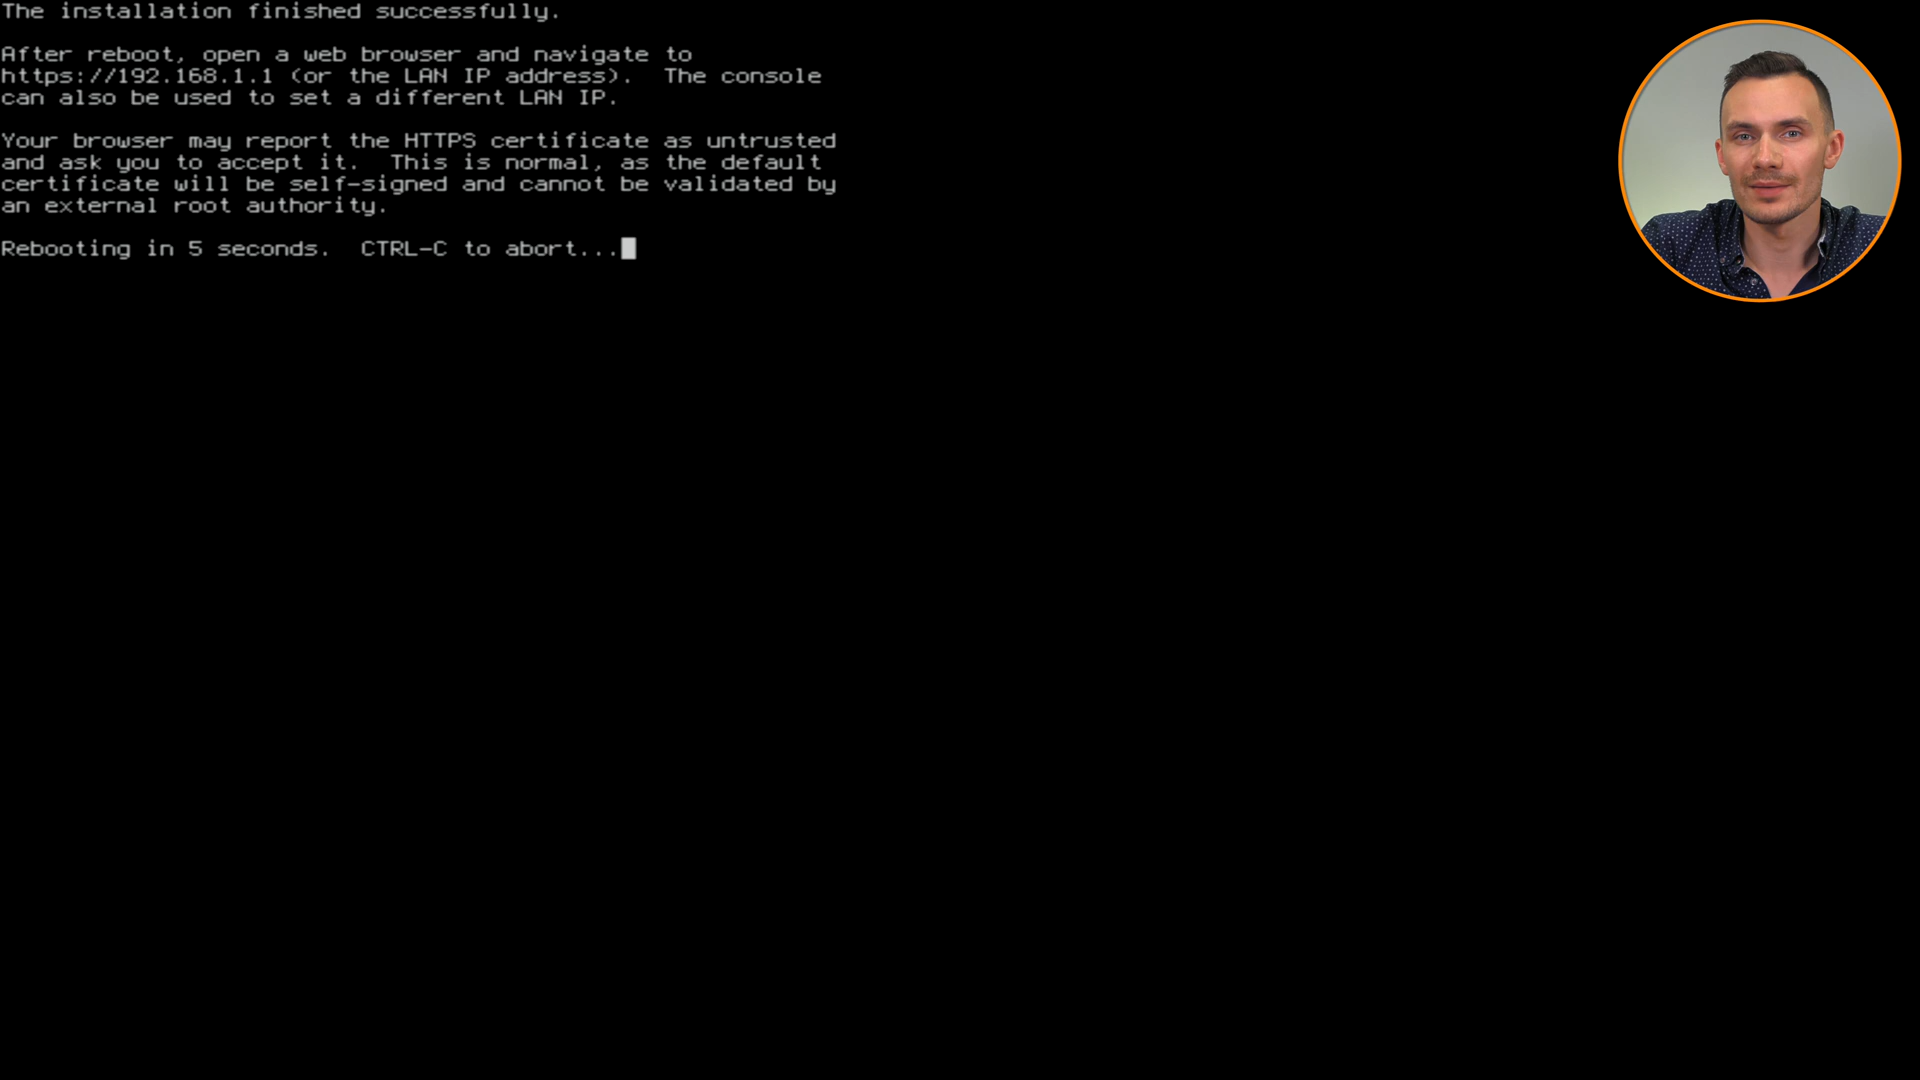 The installation finished successfully.
After reboot, open a web browser and navigate to
https://192.168.1.1 (or the LAN IP address).  The console
can also be used to set a different LAN IP.
Your browser may report the HTTPS certificate as untrusted
and ask you to accept it.  This is normal, as the default
certificate will be self-signed and cannot be validated by
an external root authority.
Rebooting in 5 seconds.  CTRL-C to abort...